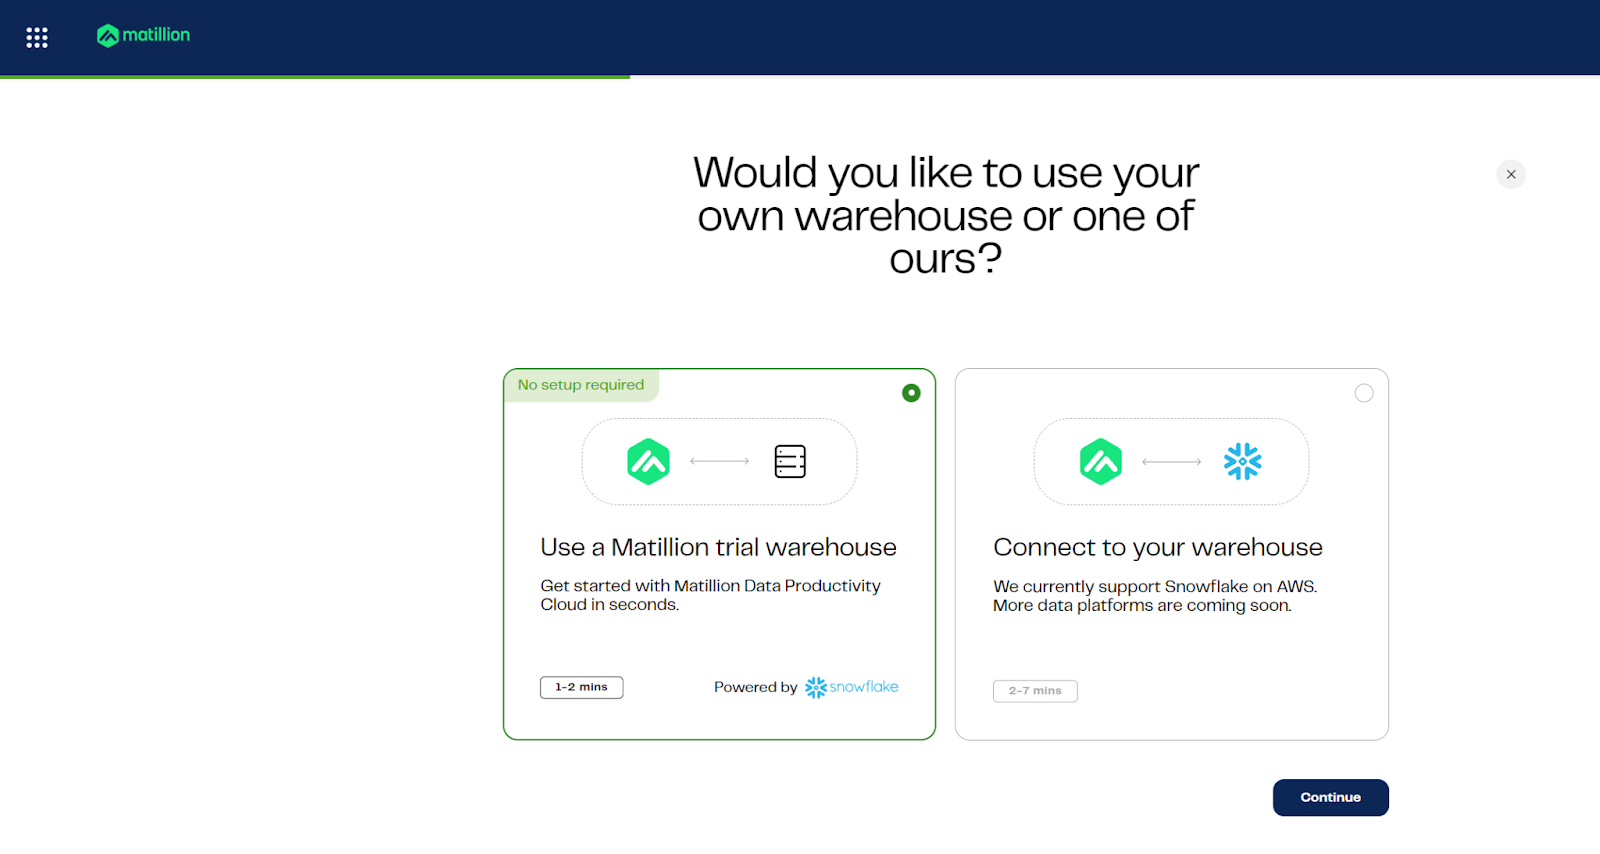 matillion
Would you like to use your
own warehouse or one of
ours?
No setup required
Use a Matillion trial warehouse
Get started with Matillion Data Productivity
Cloud in seconds.
1-2 mins
Powered by snowflake
Connect to your warehouse
We currently support Snowflake on AWS.
More data platforms are coming soon.
2-7 mins
Continue